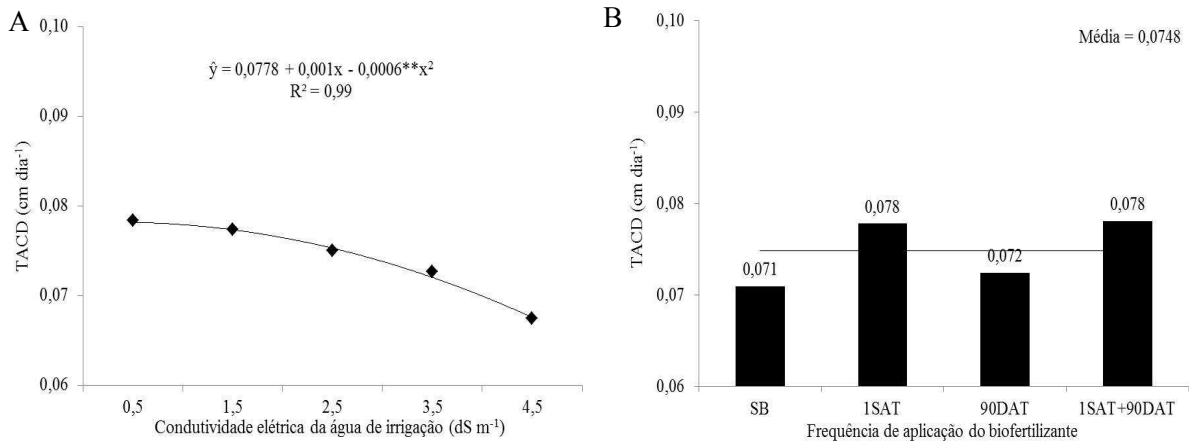 A
ŷ = 0,0778 + 0,001x - 0,0006**x²
R² = 0,99
TACD (cm dia⁻¹)
0,10
0,09
0,08
0,07
0,06
0,5 1,5 2,5 3,5 4,5
Condutividade elétrica da água de irrigação (dS m⁻¹)
B
Média = 0,0748
TACD (cm dia⁻¹)
0,10
0,09
0,08
0,07
0,06
0,071 0,078 0,072 0,078
SB 1SAT 90DAT 1SAT+90DAT
Frequência de aplicação do biofertilizante